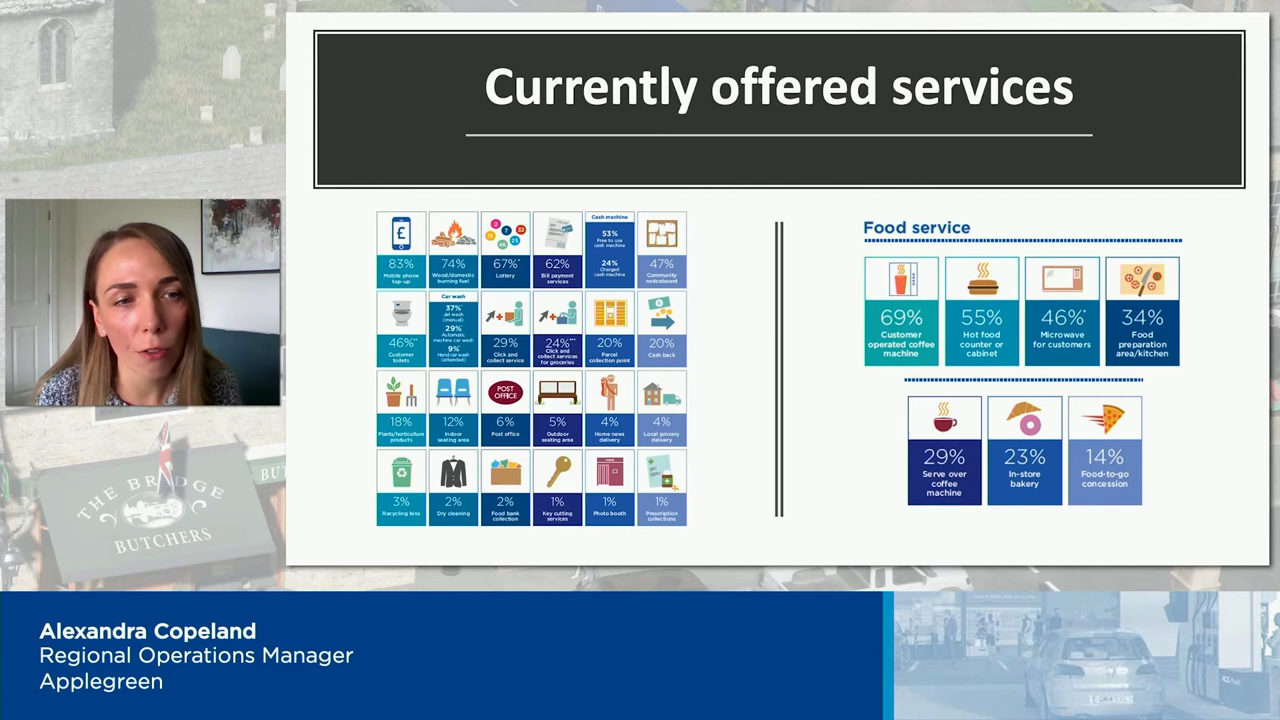 Currently offered services
83%
Mobile phone
top-up
74%
Wood/domestic
burning fuel
67%*
Lottery
62%
Bill payment
services
Cash machine
53%
Free to use
cash machine
24%
Charged
cash machine
47%
Community
noticeboard
46%**
Customer
toilets
Car wash
37%*
Jet wash
(manual)
29%*
Automatic
machine car wash
9%*
Hand car wash
(attended)
29%
Click and
collect service
24%***
Click and
collect services
for groceries
20%
Parcel
collection point
20%
Cash back
18%
Plants/horticulture
products
12%
Indoor
seating area
POST
OFFICE
6%
Post office
5%
Outdoor
seating area
4%
Home news
delivery
4%
Local grocery
delivery
3%
Recycling bins
2%
Dry cleaning
2%
Food bank
collection
1%
Key cutting
services
1%
Photo booth
1%
Prescription
collections
Food service
69%
Customer
operated coffee
machine
55%
Hot food
counter or
cabinet
46%*
Microwave
for customers
34%
Food
preparation
area/kitchen
29%
Serve over
coffee
machine
23%
In-store
bakery
14%
Food-to-go
concession
THE BRIDGE
BUTCHERS
Alexandra Copeland
Regional Operations Manager
Applegreen